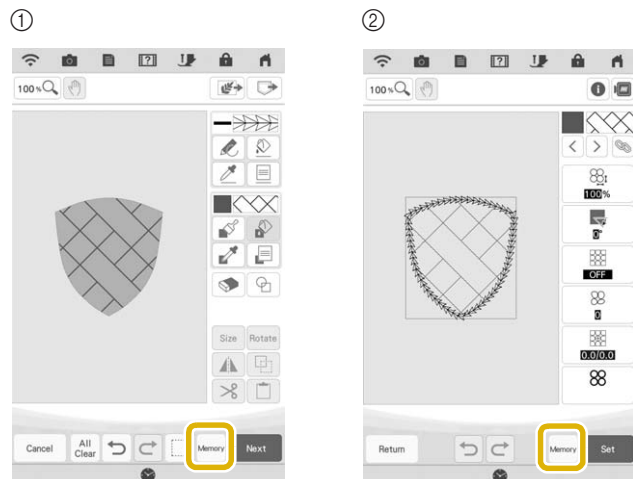 ①
100 %
Size Rotate
Cancel All Clear Memory Next
②
100 %
100%
0°
OFF
0
0.0/0.0
Return Memory Set